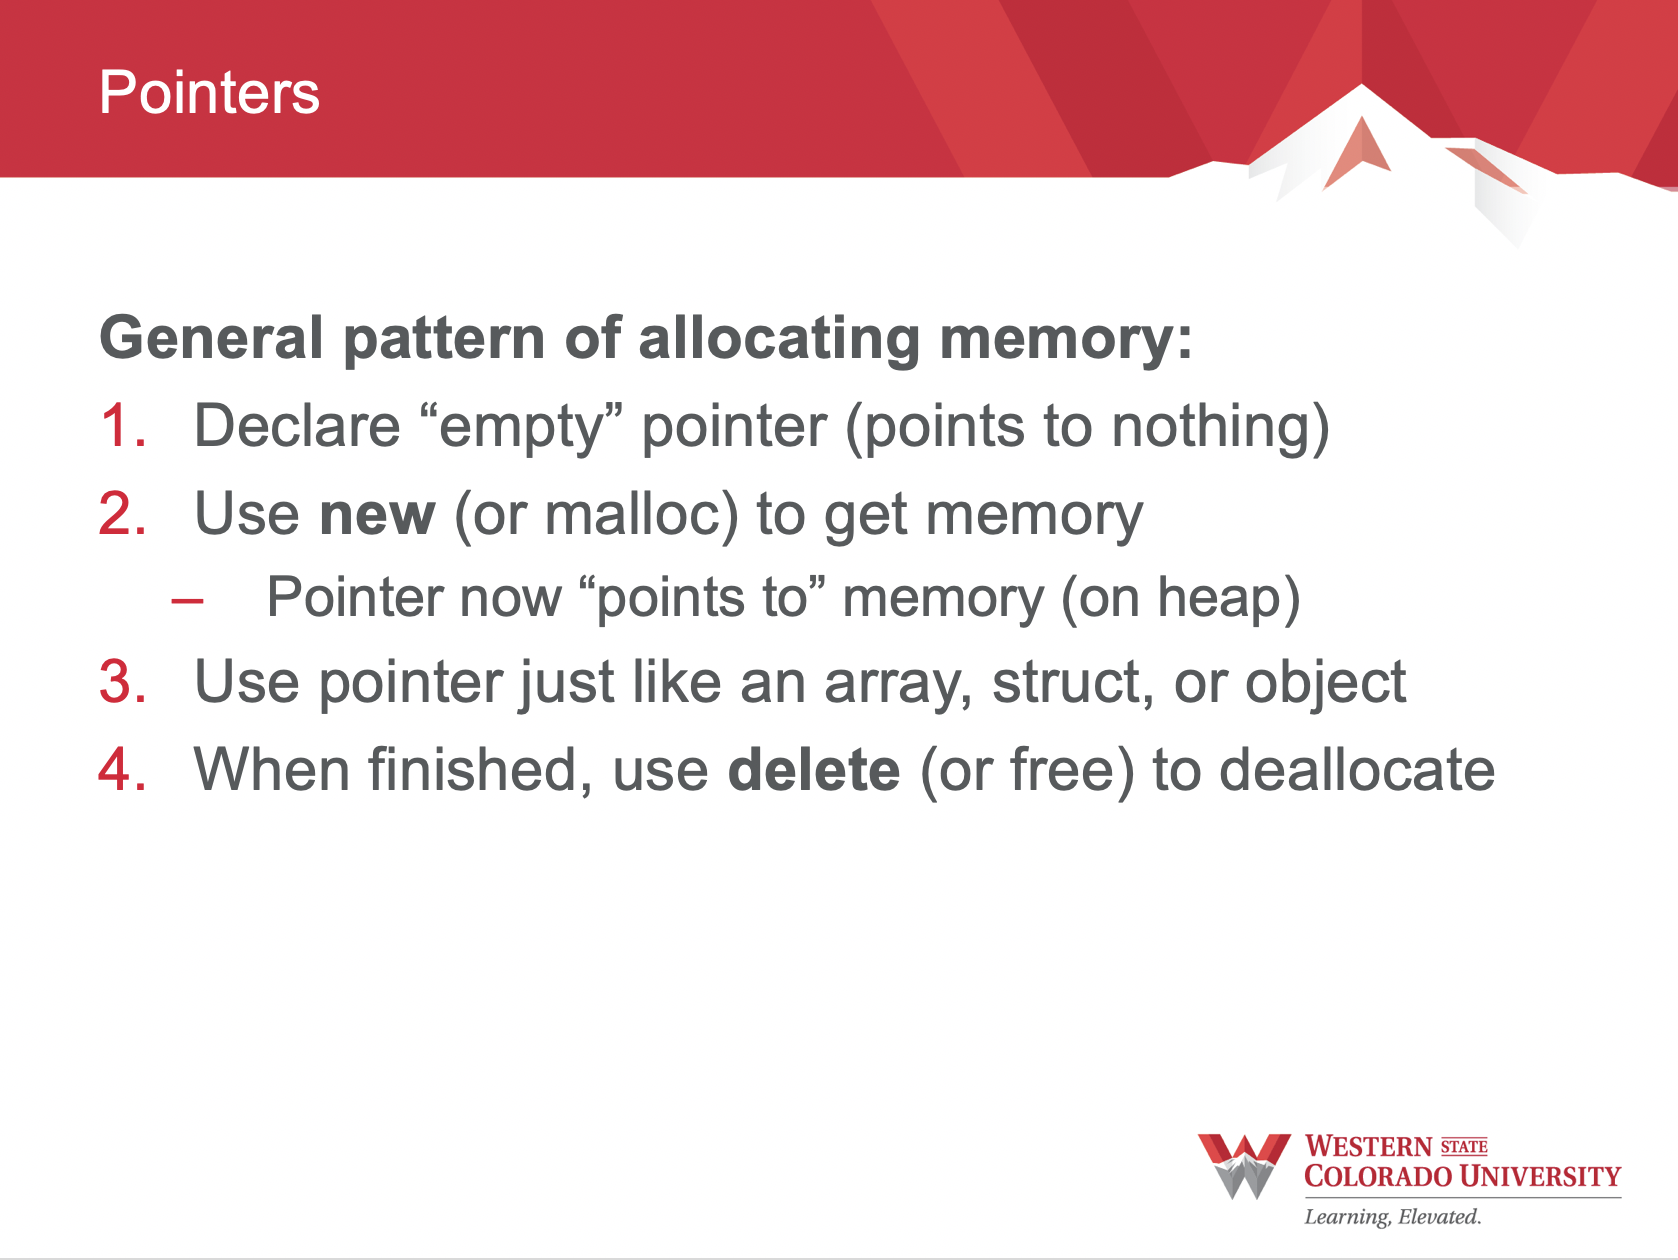 Pointers
General pattern of allocating memory:
1. Declare “empty” pointer (points to nothing)
2. Use new (or malloc) to get memory
– Pointer now “points to” memory (on heap)
3. Use pointer just like an array, struct, or object
4. When finished, use delete (or free) to deallocate
WESTERN STATE
COLORADO UNIVERSITY
Learning, Elevated.